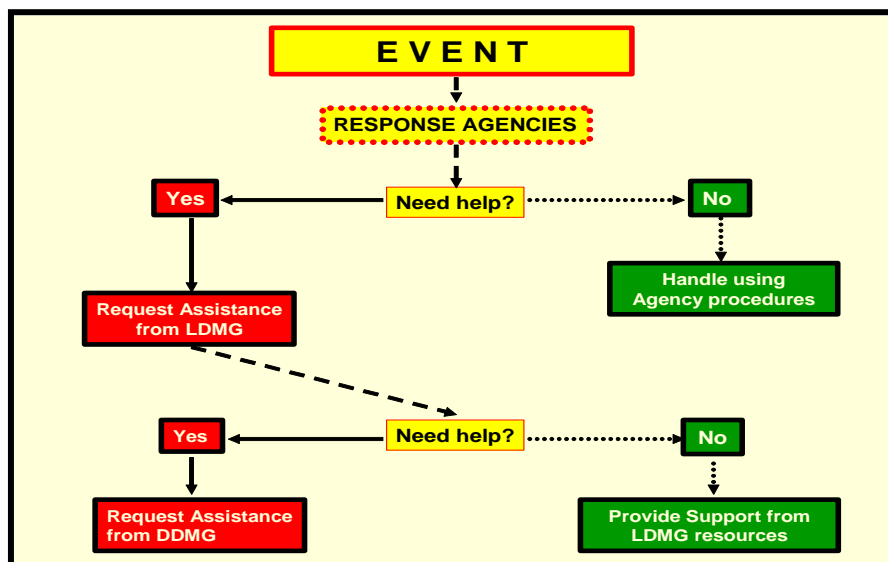 E V E N T
RESPONSE AGENCIES
Yes
Need help?
No
Handle using
Agency procedures
Request Assistance
from LDMG
Yes
Need help?
No
Request Assistance
from DDMG
Provide Support from
LDMG resources